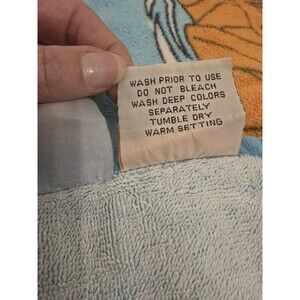 WASH PRIOR TO USE
DO NOT BLEACH
WASH DEEP COLORS
SEPARATELY
TUMBLE DRY
WARM SETTING